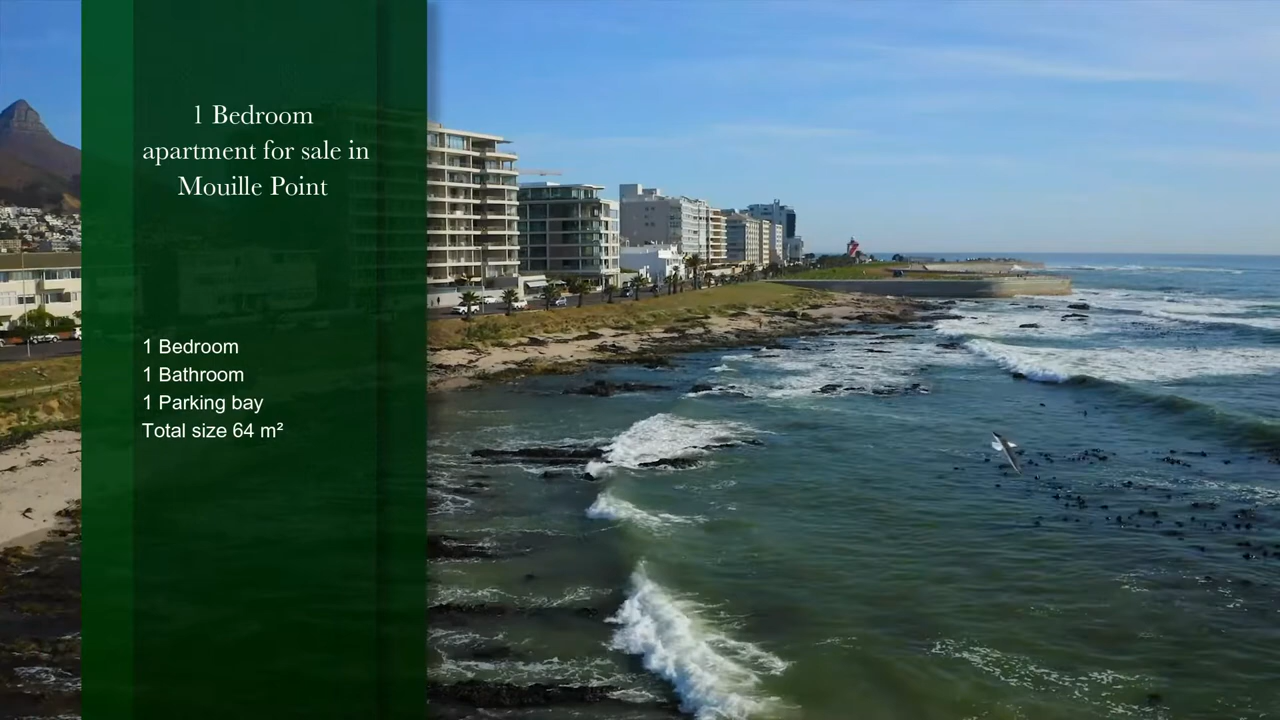 1 Bedroom
apartment for sale in
Mouille Point
1 Bedroom
1 Bathroom
1 Parking bay
Total size 64 m²